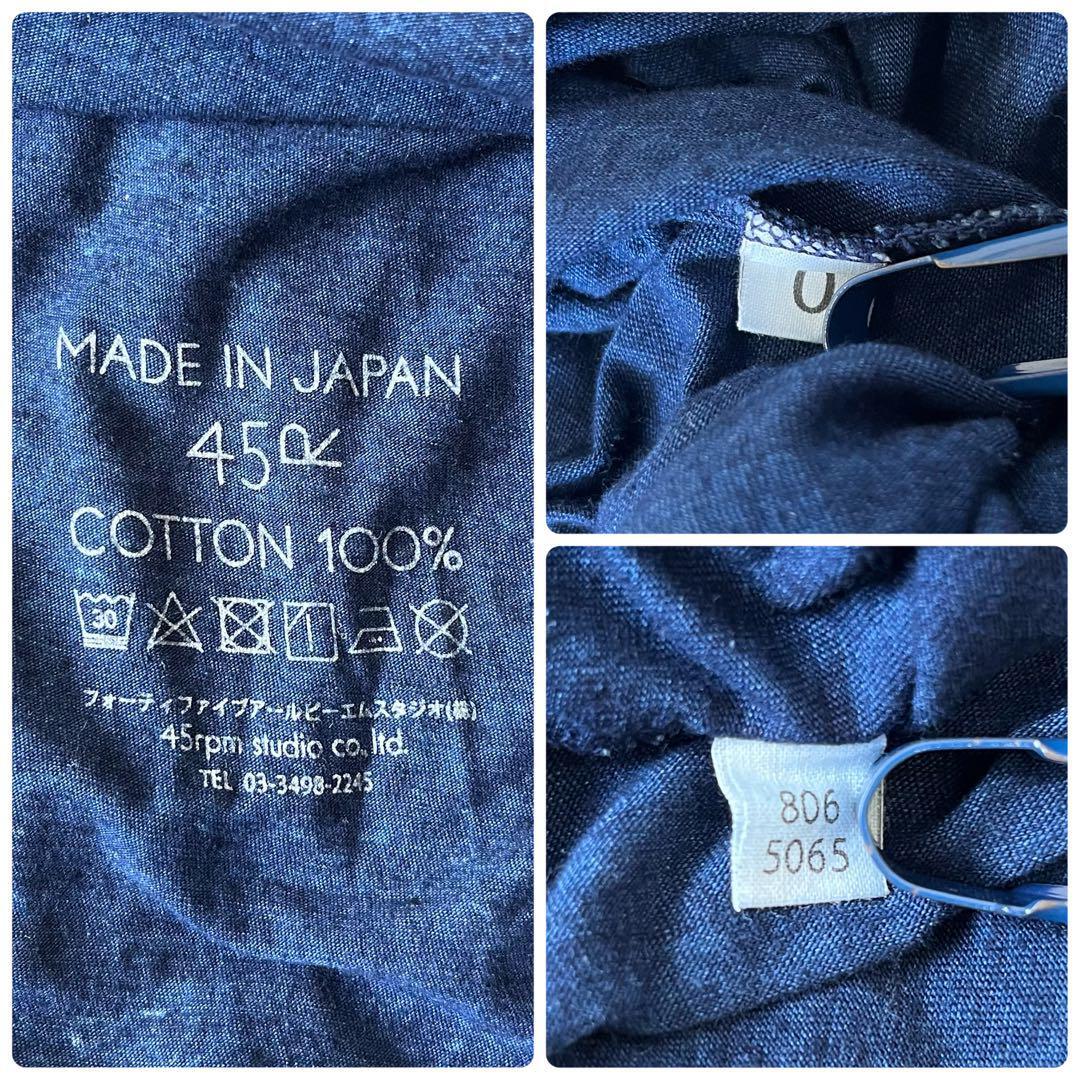 MADE IN JAPAN
45R
COTTON 100%
30
フォーティファイブアールピーエムスタジオ(株)
45rpm studio co.,ltd.
TEL 03-3498-2245
U
806
5065